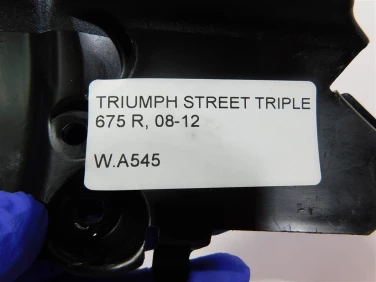 TRIUMPH STREET TRIPLE
675 R, 08-12
W.A545